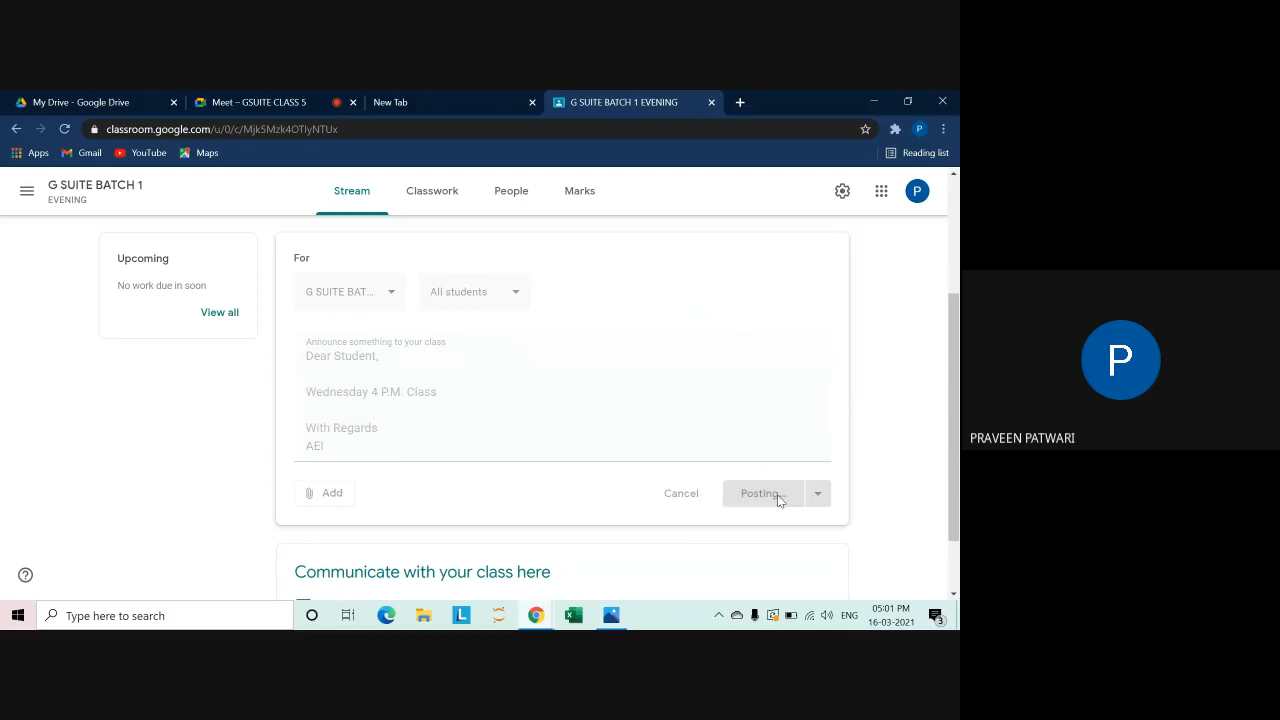 My Drive - Google Drive
Meet – GSUITE CLASS 5
New Tab
G SUITE BATCH 1 EVENING
classroom.google.com/u/0/c/Mjk5Mzk4OTIyNTUx
Apps
Gmail
YouTube
Maps
Reading list
G SUITE BATCH 1
EVENING
Stream
Classwork
People
Marks
P
Upcoming
No work due in soon
View all
For
G SUITE BAT...
All students
Announce something to your class
Dear Student,
Wednesday 4 P.M. Class
With Regards
AEI
Add
Cancel
Posting...
Communicate with your class here
Type here to search
ENG
05:01 PM
16-03-2021
3
P
PRAVEEN PATWARI